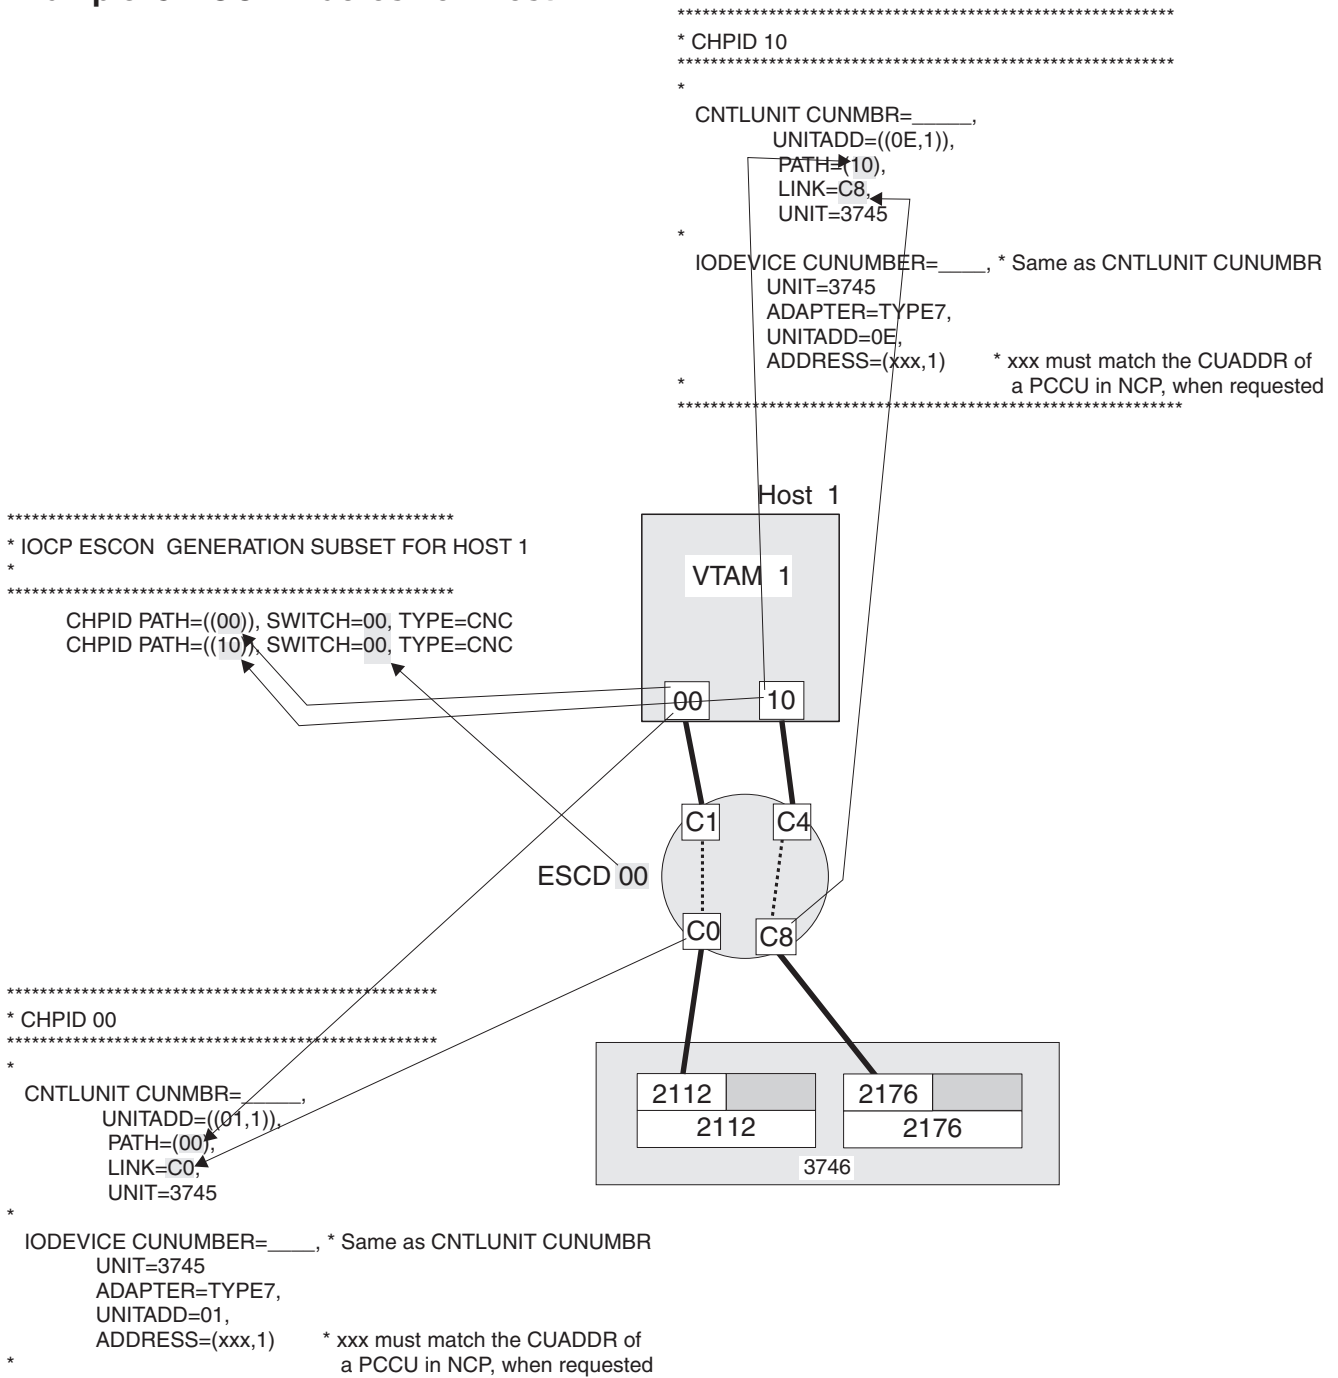 ************************************************************
* CHPID 10
************************************************************
*
CNTLUNIT CUNMBR=_____,
UNITADD=((0E,1)),
PATH=(10),
LINK=C8,
UNIT=3745
*
IODEVICE CUNUMBER=____, * Same as CNTLUNIT CUNUMBR
UNIT=3745
ADAPTER=TYPE7,
UNITADD=0E,
ADDRESS=(xxx,1) * xxx must match the CUADDR of
* a PCCU in NCP, when requested
*************************************************************
Host 1
VTAM 1
00
10
******************************************************
* IOCP ESCON GENERATION SUBSET FOR HOST 1
*
******************************************************
CHPID PATH=((00)), SWITCH=00, TYPE=CNC
CHPID PATH=((10)), SWITCH=00, TYPE=CNC
C1
C4
ESCD 00
C0
C8
2112
2112
2176
2176
3746
****************************************************
* CHPID 00
****************************************************
*
CNTLUNIT CUNMBR=_____,
UNITADD=((01,1)),
PATH=(00),
LINK=C0,
UNIT=3745
*
IODEVICE CUNUMBER=____, * Same as CNTLUNIT CUNUMBR
UNIT=3745
ADAPTER=TYPE7,
UNITADD=01,
ADDRESS=(xxx,1) * xxx must match the CUADDR of
* a PCCU in NCP, when requested